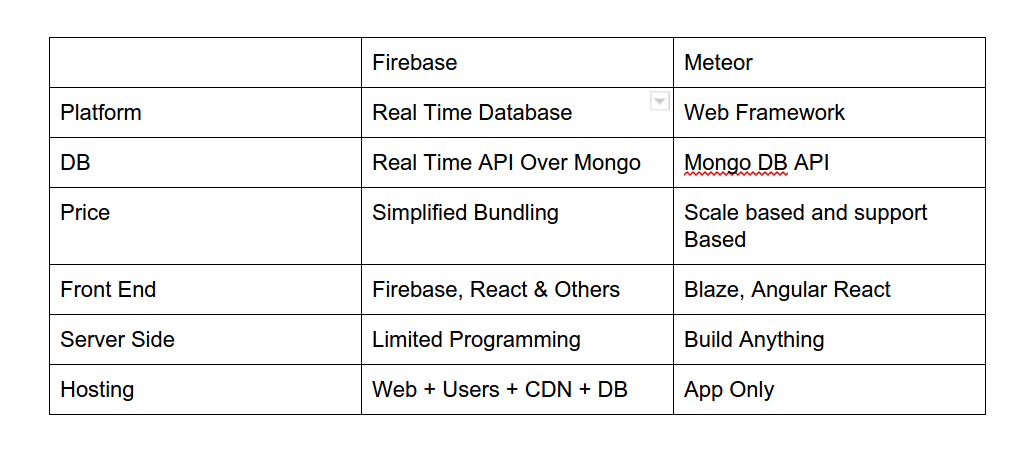 Firebase Meteor
Platform Real Time Database Web Framework
DB Real Time API Over Mongo Mongo DB API
Price Simplified Bundling Scale based and support
Based
Front End Firebase, React & Others Blaze, Angular React
Server Side Limited Programming Build Anything
Hosting Web + Users + CDN + DB App Only